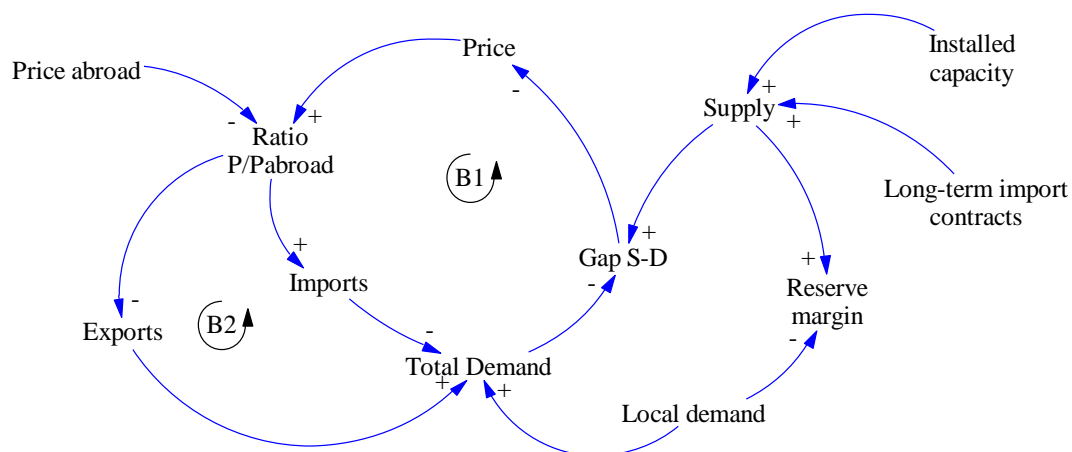 Price abroad
Price
Installed
capacity
Supply
+
+
-
-
+
Ratio
P/Pabroad
B1
Long-term import
contracts
+
+
Gap S-D
-
+
Imports
Reserve
margin
-
-
-
Exports
B2
Total Demand
+
+
Local demand